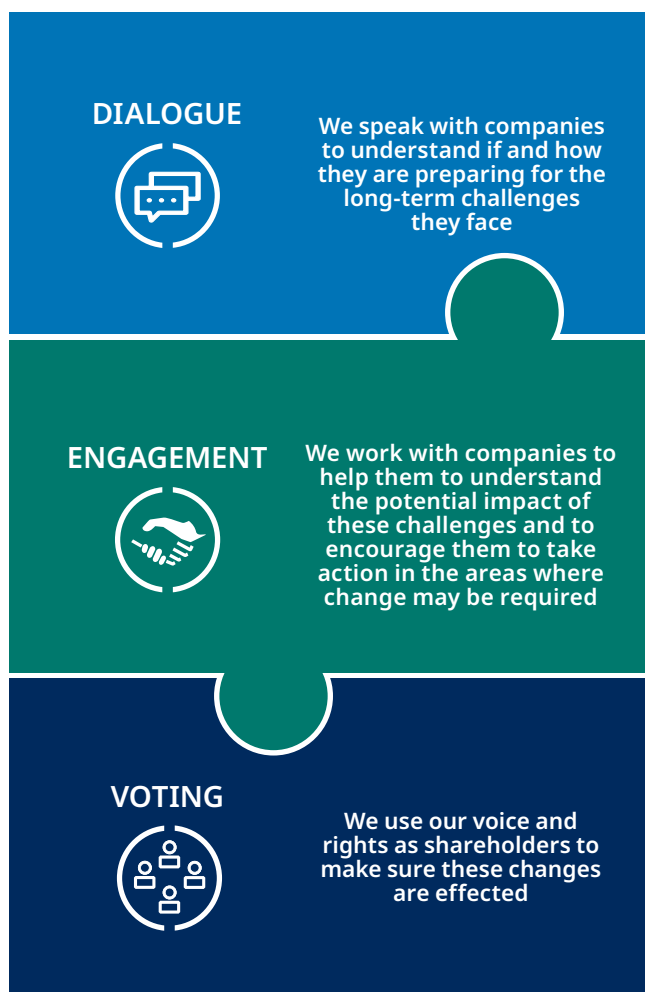 DIALOGUE
We speak with companies
to understand if and how
they are preparing for the
long-term challenges
they face
ENGAGEMENT
We work with companies to
help them to understand
the potential impact of
these challenges and to
encourage them to take
action in the areas where
change may be required
VOTING
We use our voice and
rights as shareholders to
make sure these changes
are effected